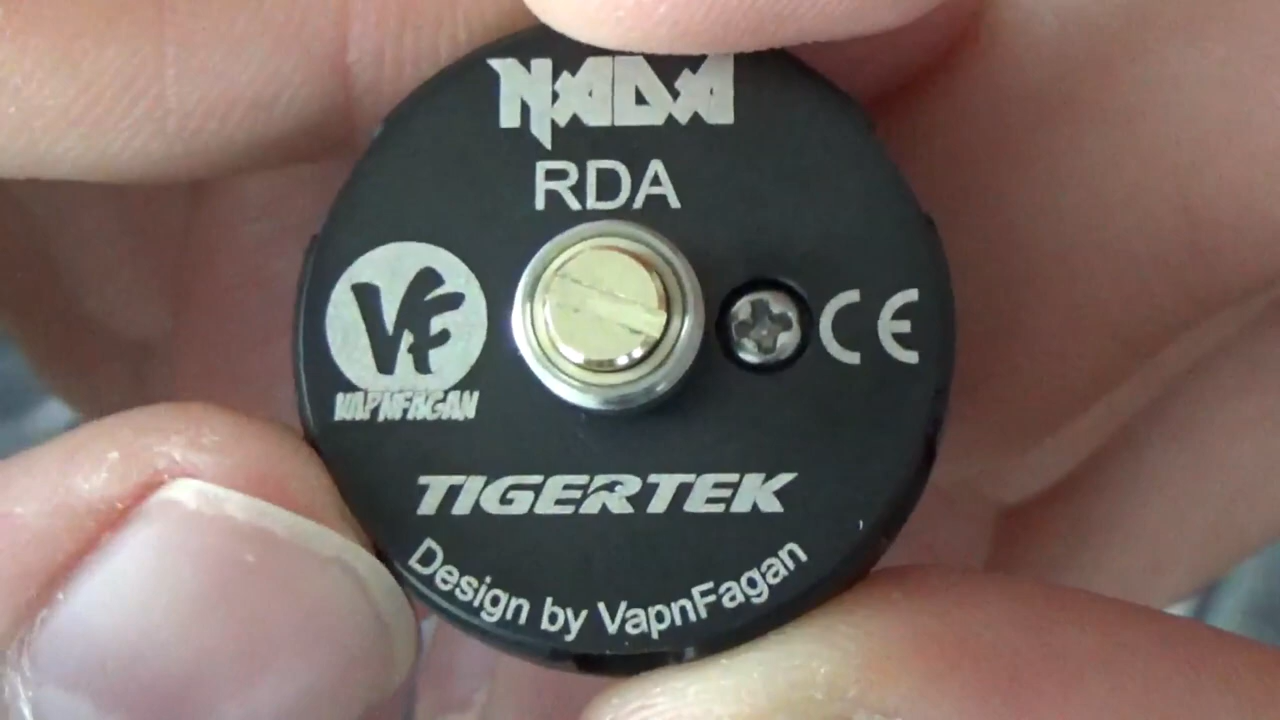 NADA
RDA
VF
VAPNFAGAN
CE
TIGERTEK
Design by VapnFagan